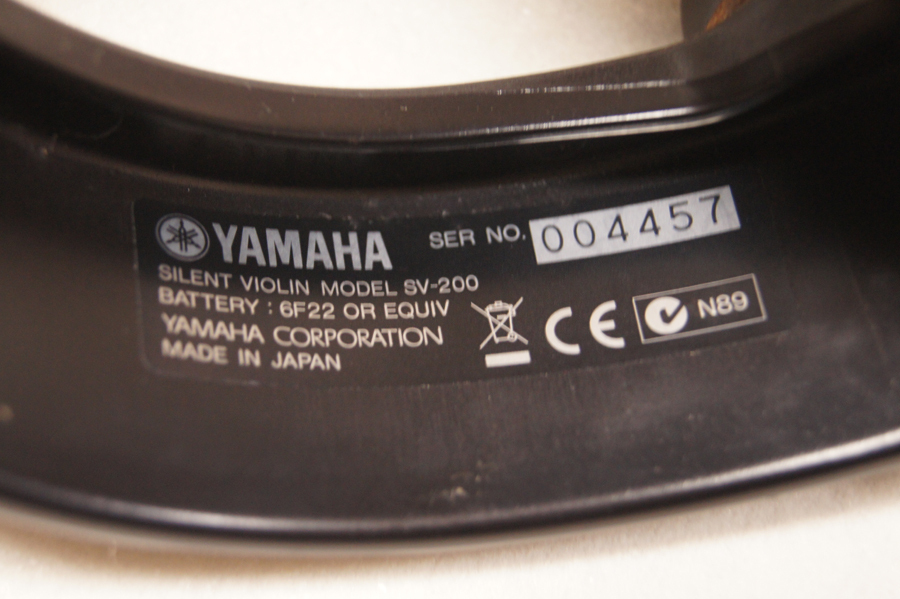 YAMAHA SER NO. 004457
SILENT VIOLIN MODEL SV-200
BATTERY : 6F22 OR EQUIV
YAMAHA CORPORATION
MADE IN JAPAN
CE N89